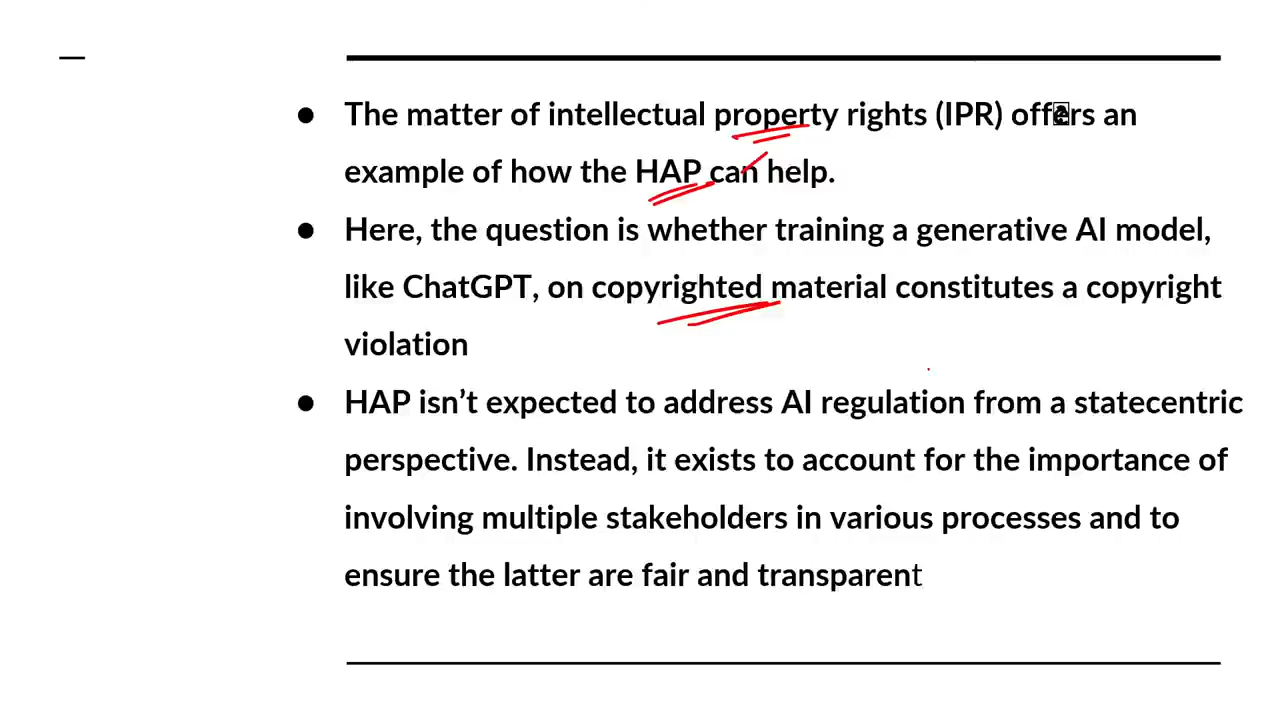 ● The matter of intellectual property rights (IPR) offers an
example of how the HAP can help.
● Here, the question is whether training a generative AI model,
like ChatGPT, on copyrighted material constitutes a copyright
violation
● HAP isn’t expected to address AI regulation from a statecentric
perspective. Instead, it exists to account for the importance of
involving multiple stakeholders in various processes and to
ensure the latter are fair and transparent